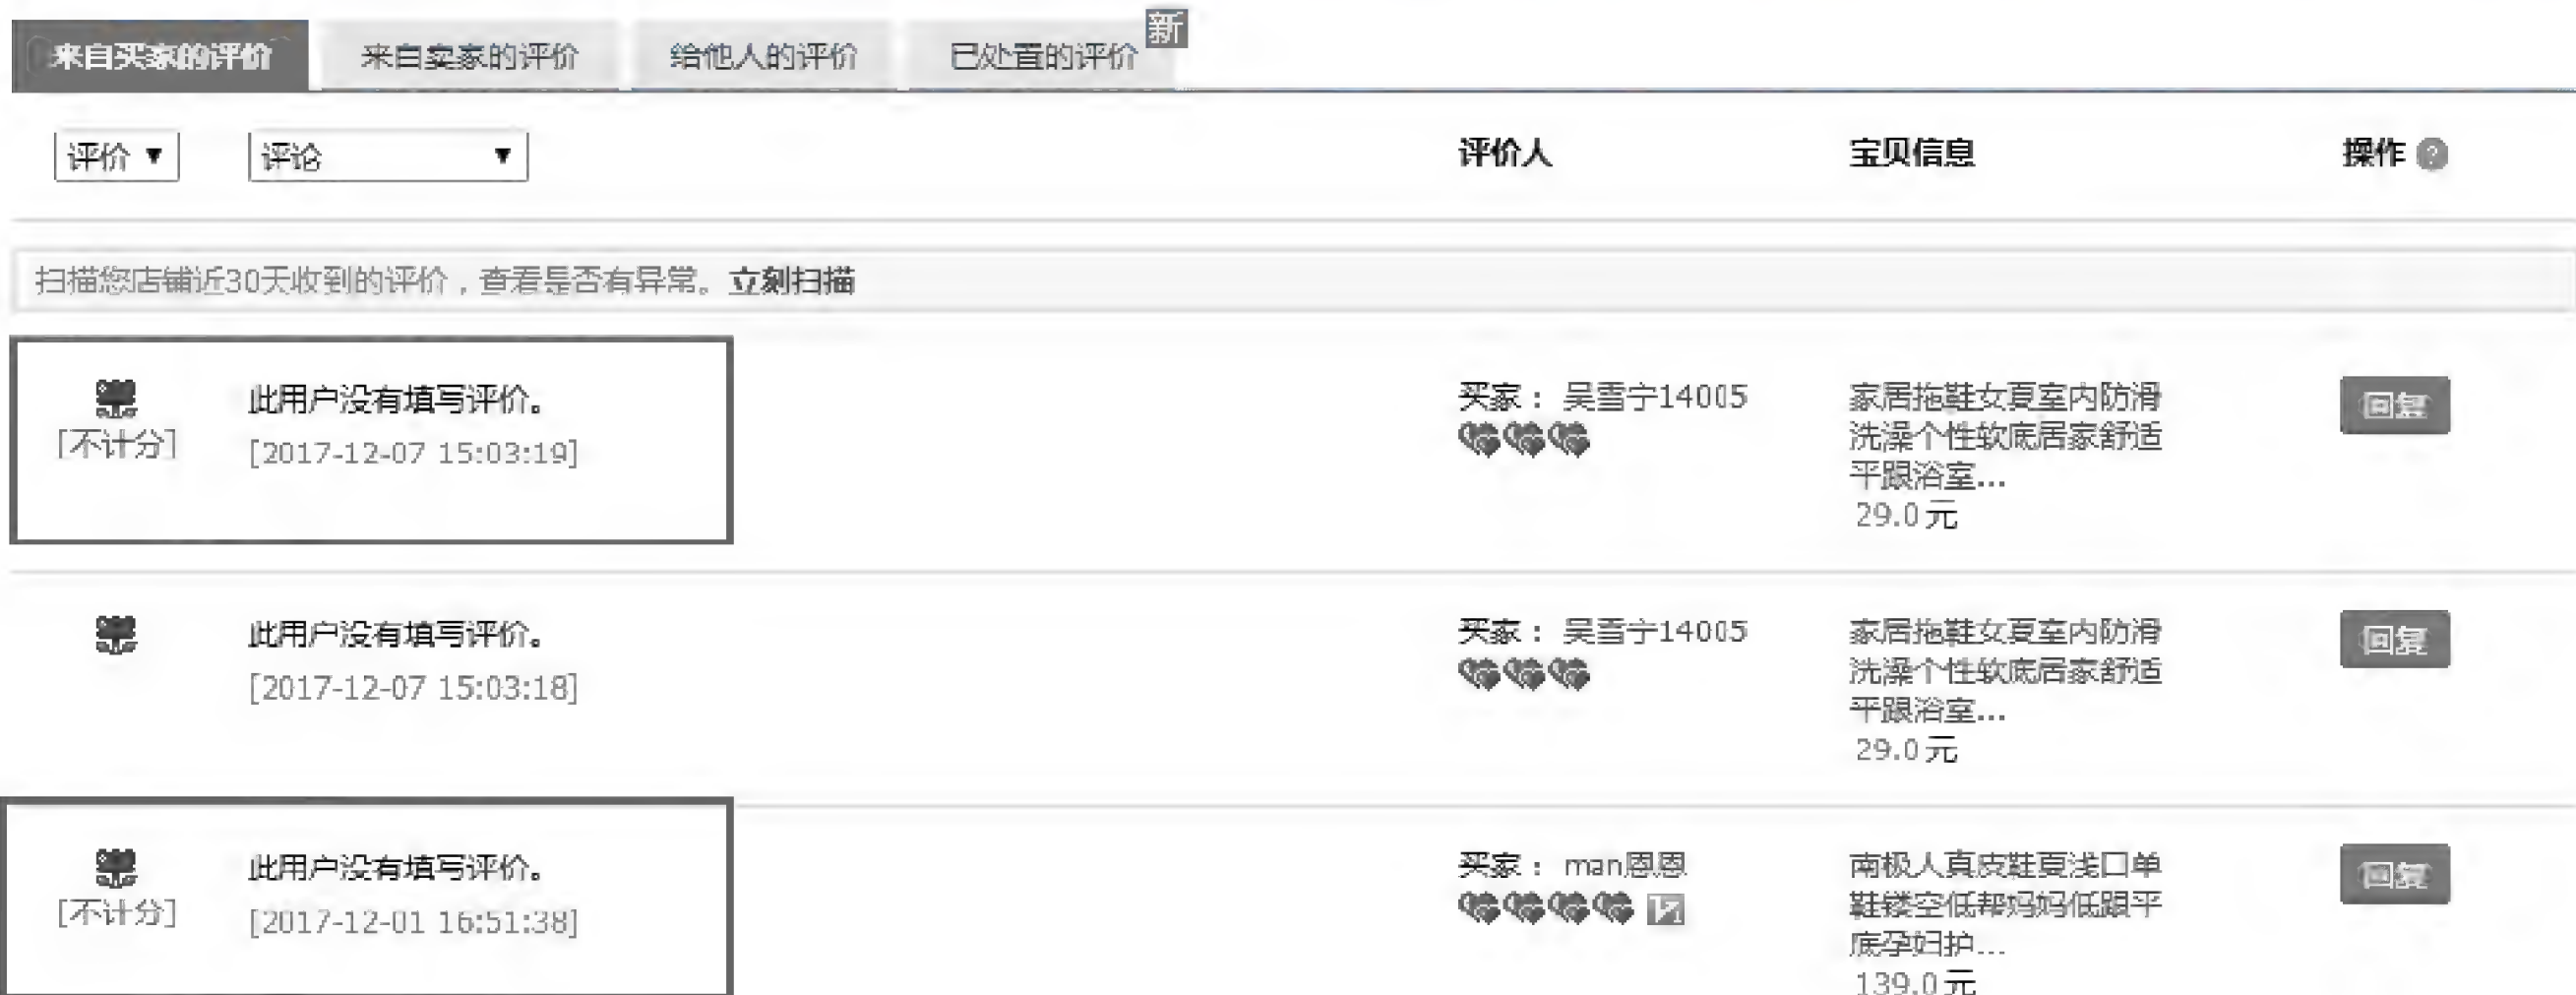 来自买家的评价 来自卖家的评价 给他人的评价 已处置的评价 新
评价 ▼ 评论 ▼ 评价人 宝贝信息 操作 ?
扫描您店铺近30天收到的评价，查看是否有异常。立刻扫描
此用户没有填写评价。 买家： 吴雪宁14005 家居拖鞋女夏室内防滑 回复
[不计分] [2017-12-07 15:03:19] 洗澡个性软底居家舒适
平跟浴室...
29.0元
此用户没有填写评价。 买家： 吴雪宁14005 家居拖鞋女夏室内防滑 回复
[2017-12-07 15:03:18] 洗澡个性软底居家舒适
平跟浴室...
29.0元
此用户没有填写评价。 买家： man恩恩 南极人真皮鞋夏浅口单 回复
[不计分] [2017-12-01 16:51:38] V1 鞋镂空低帮妈妈低跟平
底孕妇护...
139.0元